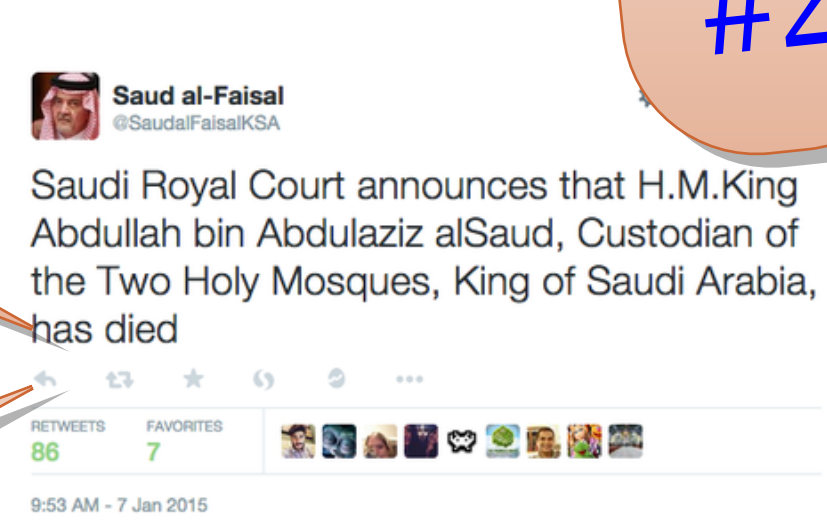 #2
Saud al-Faisal
@SaudalFaisalKSA
Saudi Royal Court announces that H.M.King
Abdullah bin Abdulaziz alSaud, Custodian of
the Two Holy Mosques, King of Saudi Arabia,
has died
RETWEETS FAVORITES
86 7
9:53 AM - 7 Jan 2015